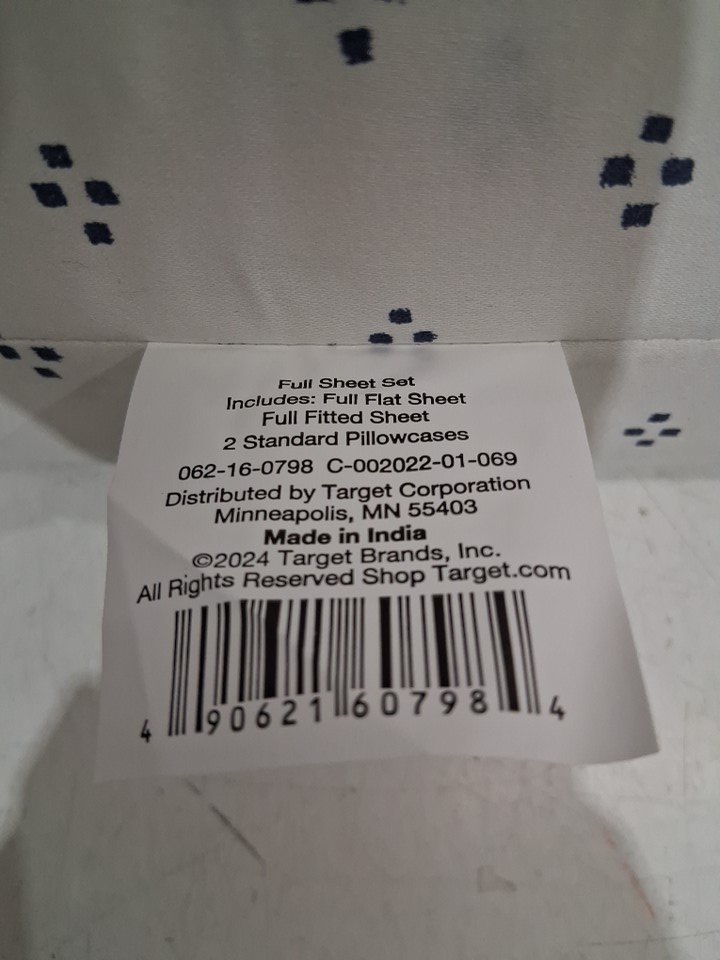 Full Sheet Set
Includes: Full Flat Sheet
Full Fitted Sheet
2 Standard Pillowcases
062-16-0798 C-002022-01-069
Distributed by Target Corporation
Minneapolis, MN 55403
Made in India
©2024 Target Brands, Inc.
All Rights Reserved Shop Target.com
4 90621 60798 4